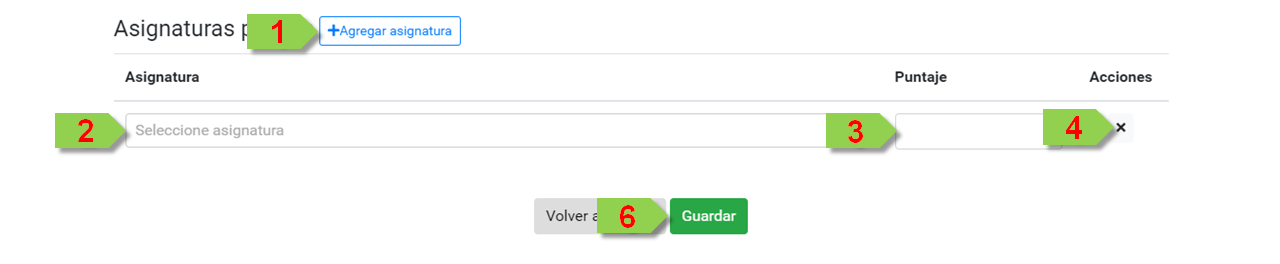 Asignaturas 1 +Agregar asignatura
Asignatura Puntaje Acciones
2 Seleccione asignatura 3 4 ×
Volver 6 Guardar